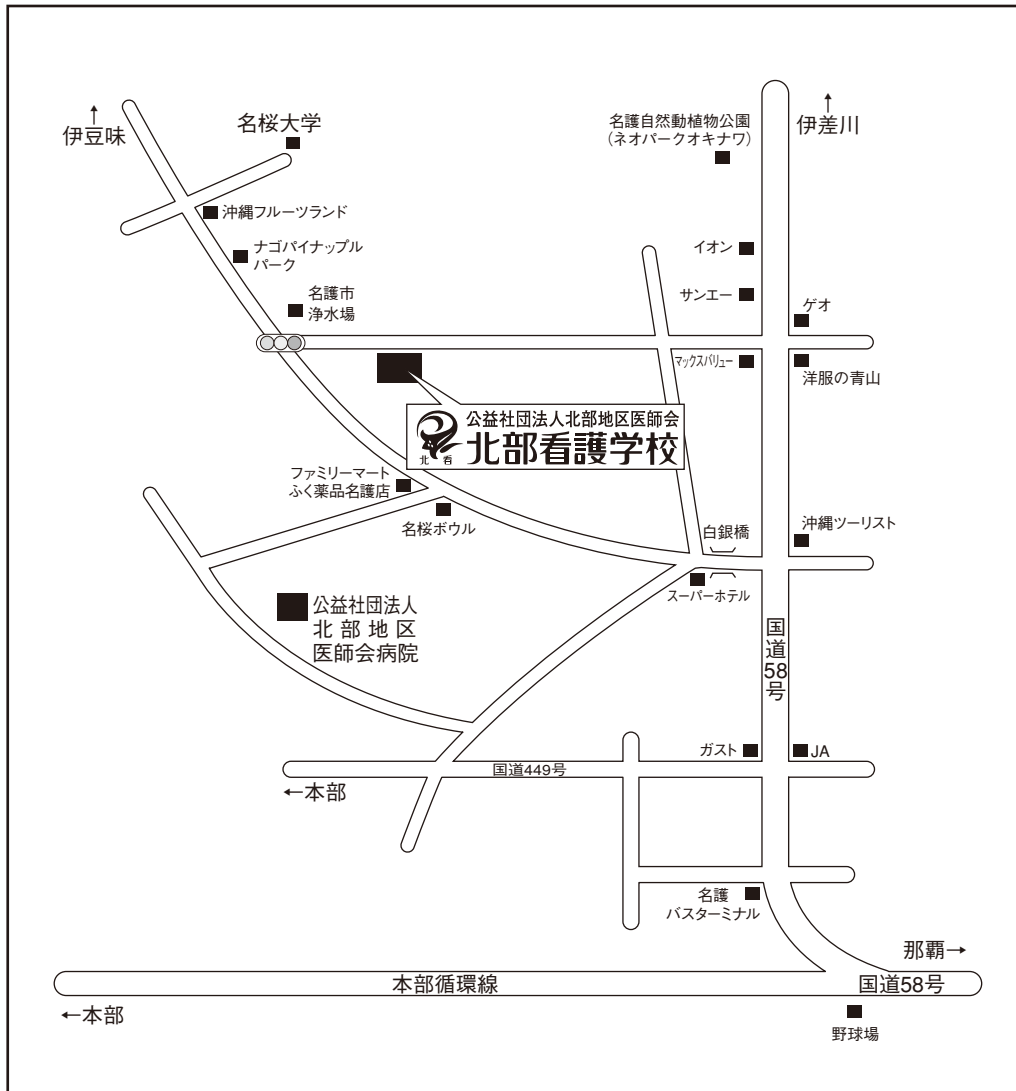 ↑
伊豆味
名桜大学
名護自然動植物公園
(ネオパークオキナワ)
↑
伊差川
沖縄フルーツランド
ナゴパイナップル
パーク
イオン
名護市
浄水場
サンエー
ゲオ
マックスバリュー
洋服の青山
公益社団法人北部地区医師会
北部看護学校
北看
ファミリーマート
ふく薬品名護店
名桜ボウル
白銀橋
沖縄ツーリスト
スーパーホテル
公益社団法人
北部地区
医師会病院
国道58号
ガスト
JA
国道449号
←本部
名護
バスターミナル
那覇→
本部循環線
国道58号
←本部
野球場